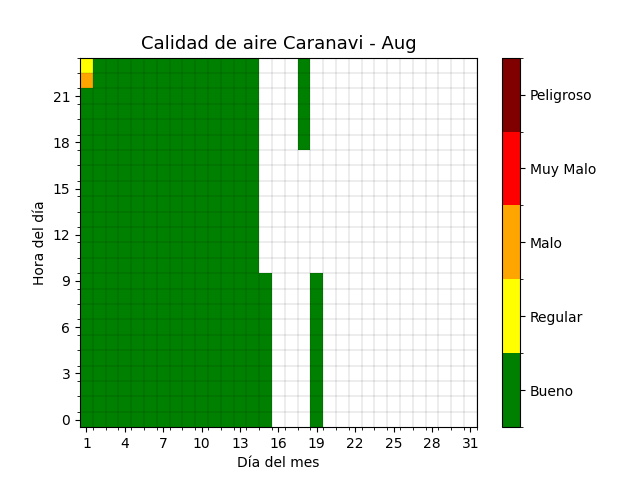 Calidad de aire Caranavi - Aug
Hora del día
21
18
15
12
9
6
3
0
1 4 7 10 13 16 19 22 25 28 31
Día del mes
Peligroso
Muy Malo
Malo
Regular
Bueno